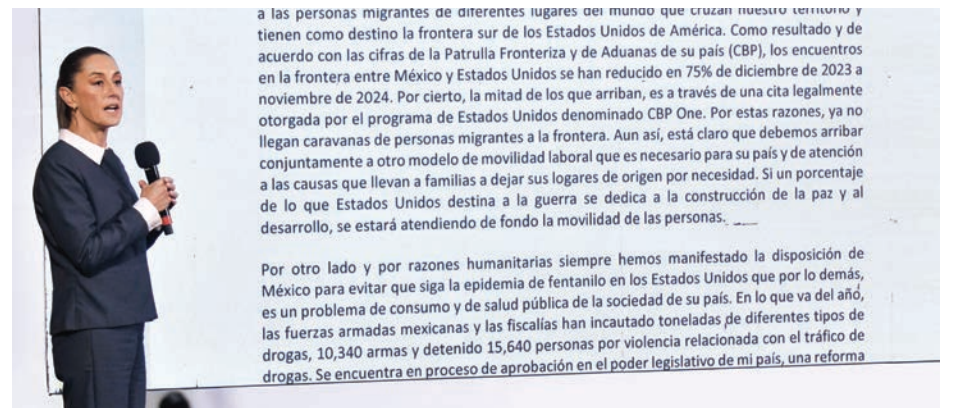 a las personas migrantes de diferentes lugares del mundo que cruzan nuestro territorio y
tienen como destino la frontera sur de los Estados Unidos de América. Como resultado y de
acuerdo con las cifras de la Patrulla Fronteriza y de Aduanas de su país (CBP), los encuentros
en la frontera entre México y Estados Unidos se han reducido en 75% de diciembre de 2023 a
noviembre de 2024. Por cierto, la mitad de los que arriban, es a través de una cita legalmente
otorgada por el programa de Estados Unidos denominado CBP One. Por estas razones, ya no
llegan caravanas de personas migrantes a la frontera. Aun así, está claro que debemos arribar
conjuntamente a otro modelo de movilidad laboral que es necesario para su país y de atención
a las causas que llevan a familias a dejar sus logares de origen por necesidad. Si un porcentaje
de lo que Estados Unidos destina a la guerra se dedica a la construcción de la paz y al
desarrollo, se estará atendiendo de fondo la movilidad de las personas.
Por otro lado y por razones humanitarias siempre hemos manifestado la disposición de
México para evitar que siga la epidemia de fentanilo en los Estados Unidos que por lo demás,
es un problema de consumo y de salud pública de la sociedad de su país. En lo que va del año,
las fuerzas armadas mexicanas y las fiscalías han incautado toneladas de diferentes tipos de
drogas, 10,340 armas y detenido 15,640 personas por violencia relacionada con el tráfico de
drogas. Se encuentra en proceso de aprobación en el poder legislativo de mi país, una reforma